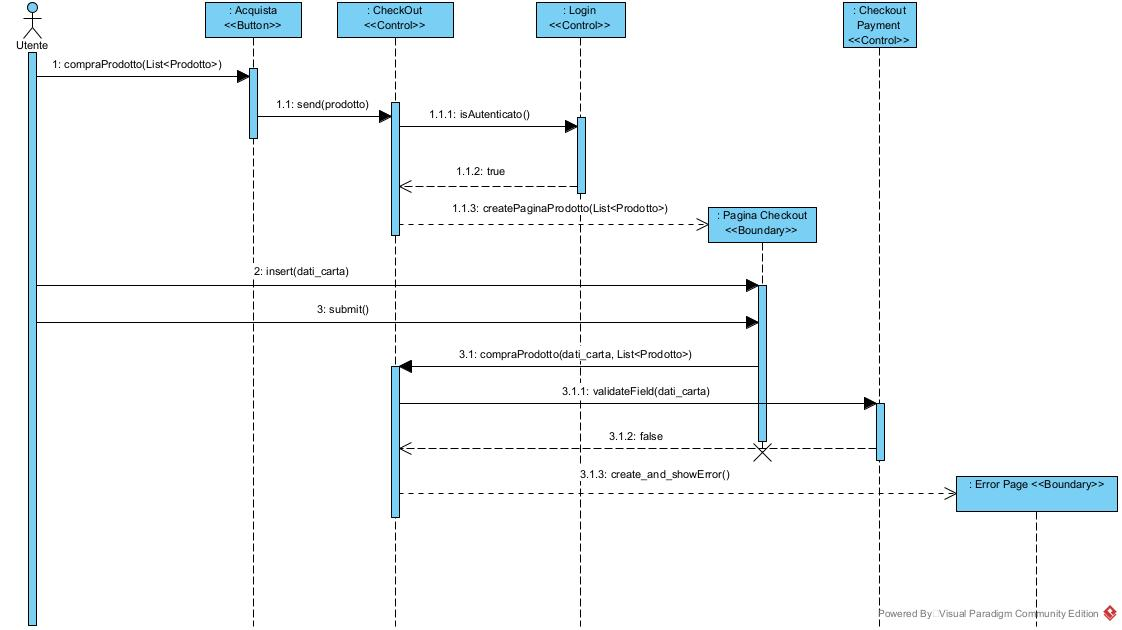 : Acquista
<<Button>>
: CheckOut
<<Control>>
: Login
<<Control>>
: Checkout
Payment
<<Control>>
Utente
1: compraProdotto(List<Prodotto>)
1.1: send(prodotto)
1.1.1: isAutenticato()
1.1.2: true
1.1.3: createPaginaProdotto(List<Prodotto>)
: Pagina Checkout
<<Boundary>>
2: insert(dati_carta)
3: submit()
3.1: compraProdotto(dati_carta, List<Prodotto>)
3.1.1: validateField(dati_carta)
3.1.2: false
3.1.3: create_and_showError()
: Error Page <<Boundary>>
Powered By Visual Paradigm Community Edition